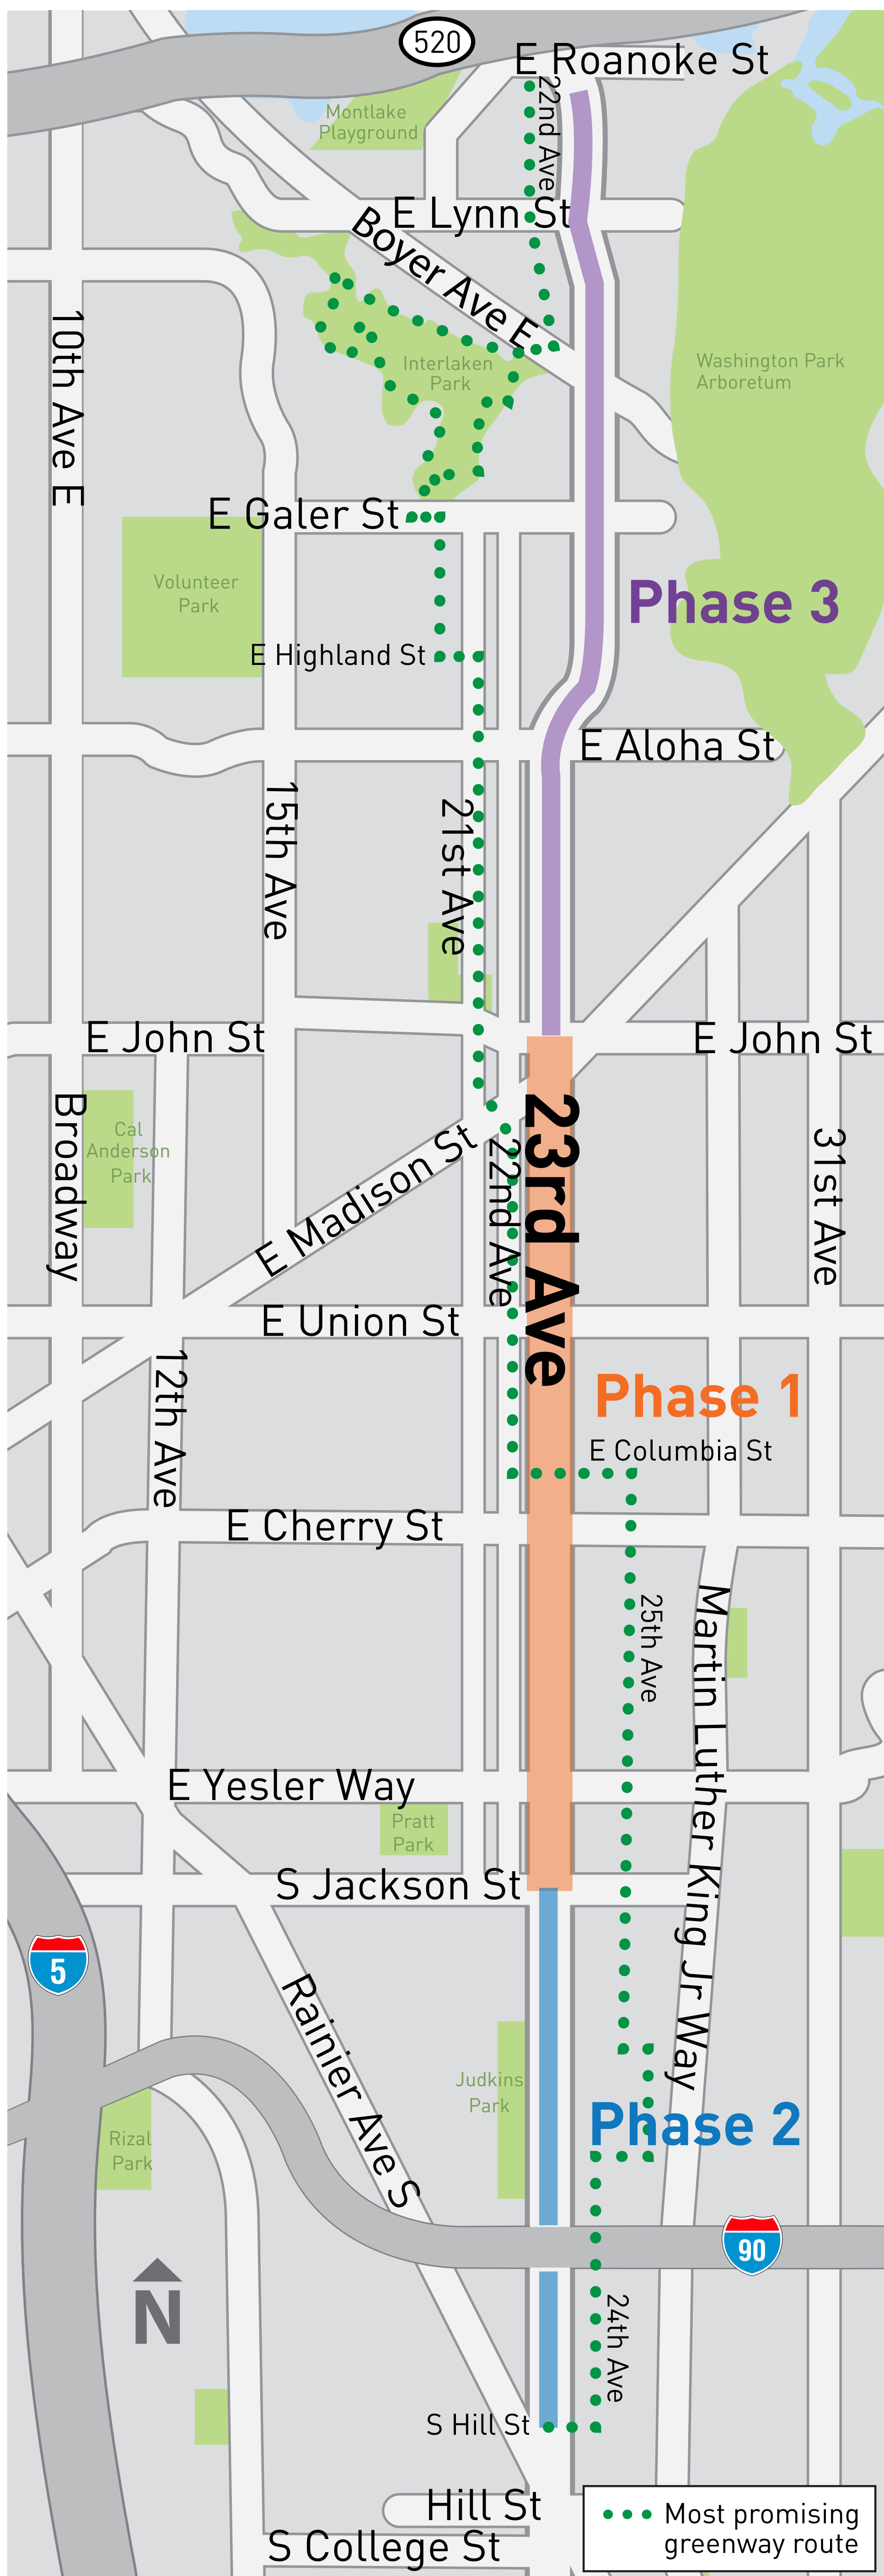 520
E Roanoke St
22nd Ave
Montlake
Playground
E Lynn St
Boyer Ave E
10th Ave E
Interlaken
Park
Washington Park
Arboretum
E Galer St
Volunteer
Park
Phase 3
E Highland St
E Aloha St
15th Ave
21st Ave
E John St
E John St
Broadway
Cal
Anderson
Park
23rd Ave
22nd Ave
31st Ave
E Madison St
E Union St
12th Ave
Phase 1
E Columbia St
E Cherry St
25th Ave
Martin Luther King Jr Way
E Yesler Way
Pratt
Park
S Jackson St
5
Rainier Ave S
Judkins
Park
Phase 2
Rizal
Park
90
N
24th Ave
S Hill St
Hill St
S College St
Most promising
greenway route